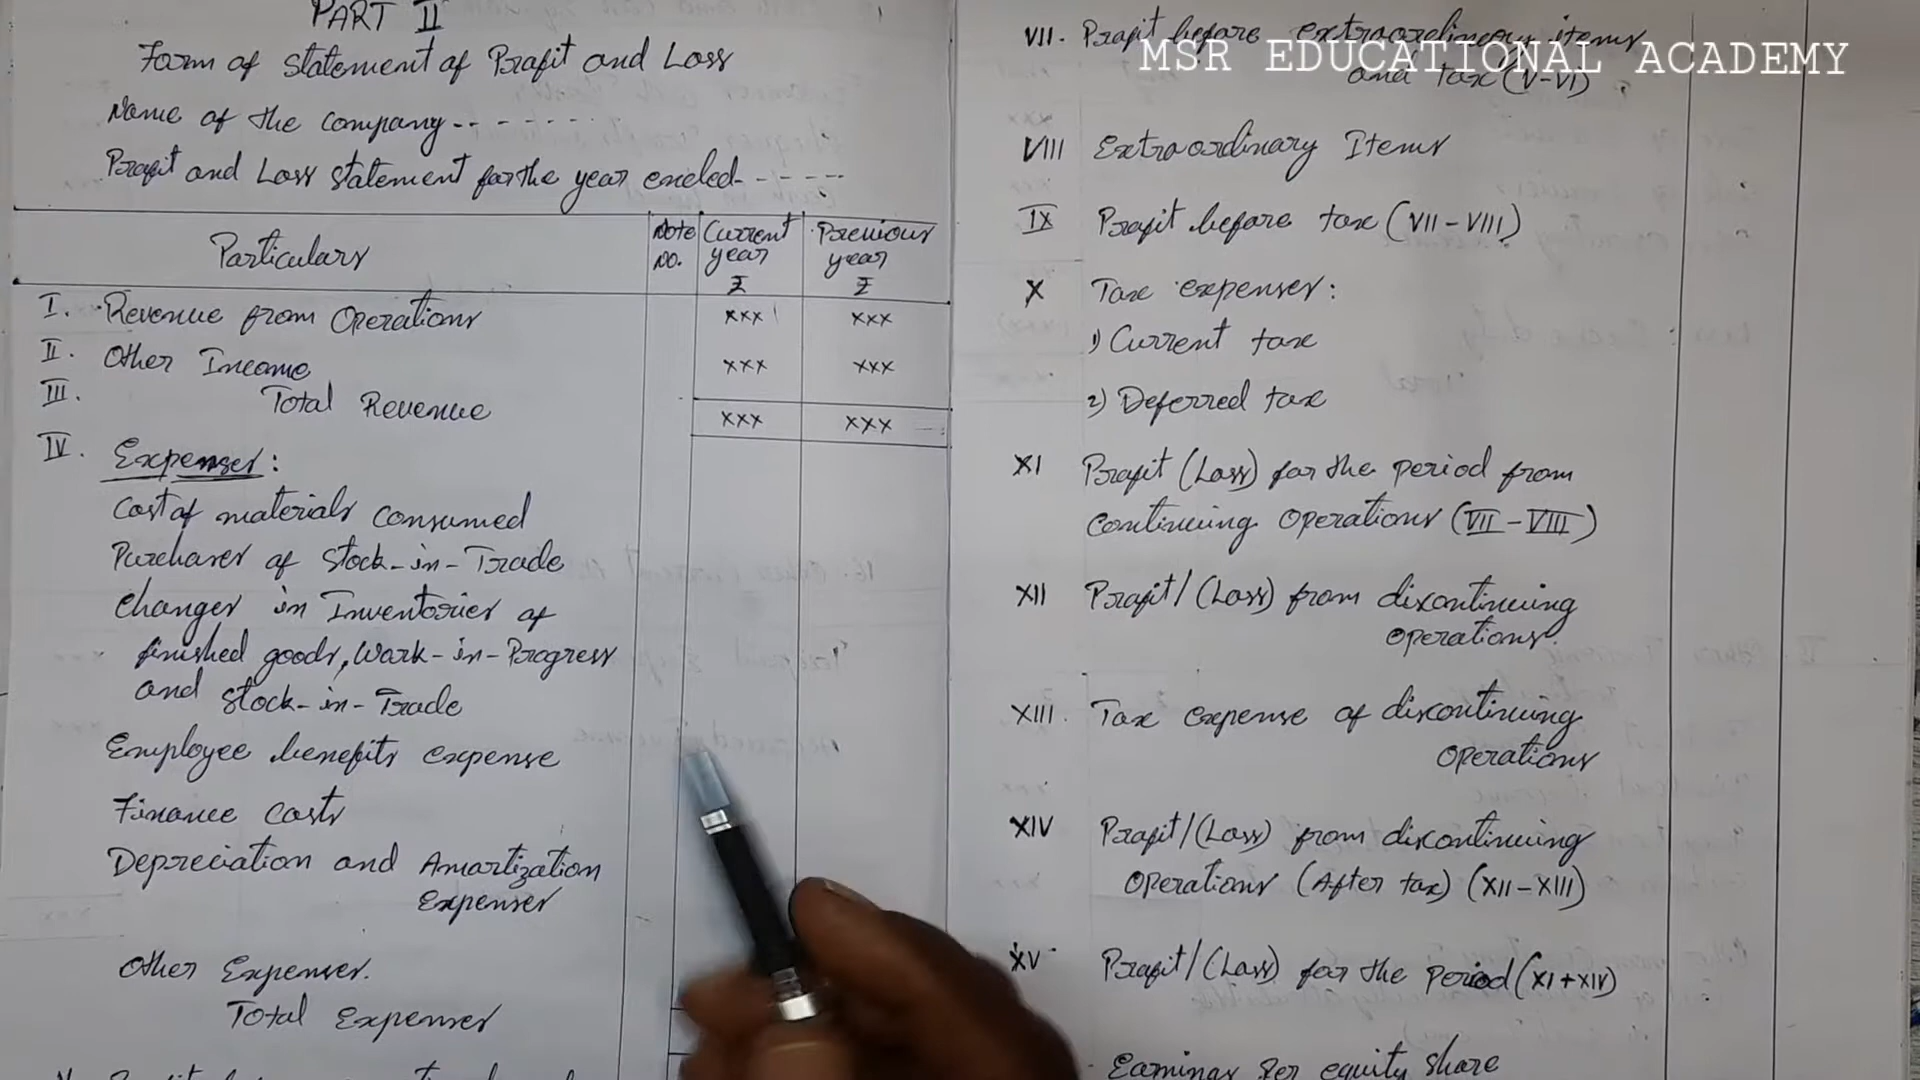 PART II
Form of Statement of Profit and Loss
Name of the company - - - - - - -
Profit and Loss statement for the year ended - - - - -
Particulars
Note No.
Current year ₹
Previous year ₹
I. Revenue from Operations xxx xxx
II. Other Income xxx xxx
III. Total Revenue xxx xxx
IV. Expenses:
Cost of materials consumed
Purchases of Stock-in-Trade
Changes in Inventories of
finished goods, Work-in-Progress
and Stock-in-Trade
Employee benefits expense
Finance Costs
Depreciation and Amortization
Expenses
Other Expenses.
Total Expenses
VII. Profit before extraordinary items
and tax (V-VI)
MSR EDUCATIONAL ACADEMY
VIII Extraordinary Items
IX Profit before tax (VII-VIII)
X Tax expenses:
1) Current tax
2) Deferred tax
XI Profit (Loss) for the period from
Continuing Operations (VII-VIII)
XII Profit/(Loss) from discontinuing
Operations
XIII. Tax expense of discontinuing
Operations
XIV Profit/(Loss) from discontinuing
Operations (After tax) (XII-XIII)
XV Profit/(Loss) for the Period (XI+XIV)
Earnings per equity share